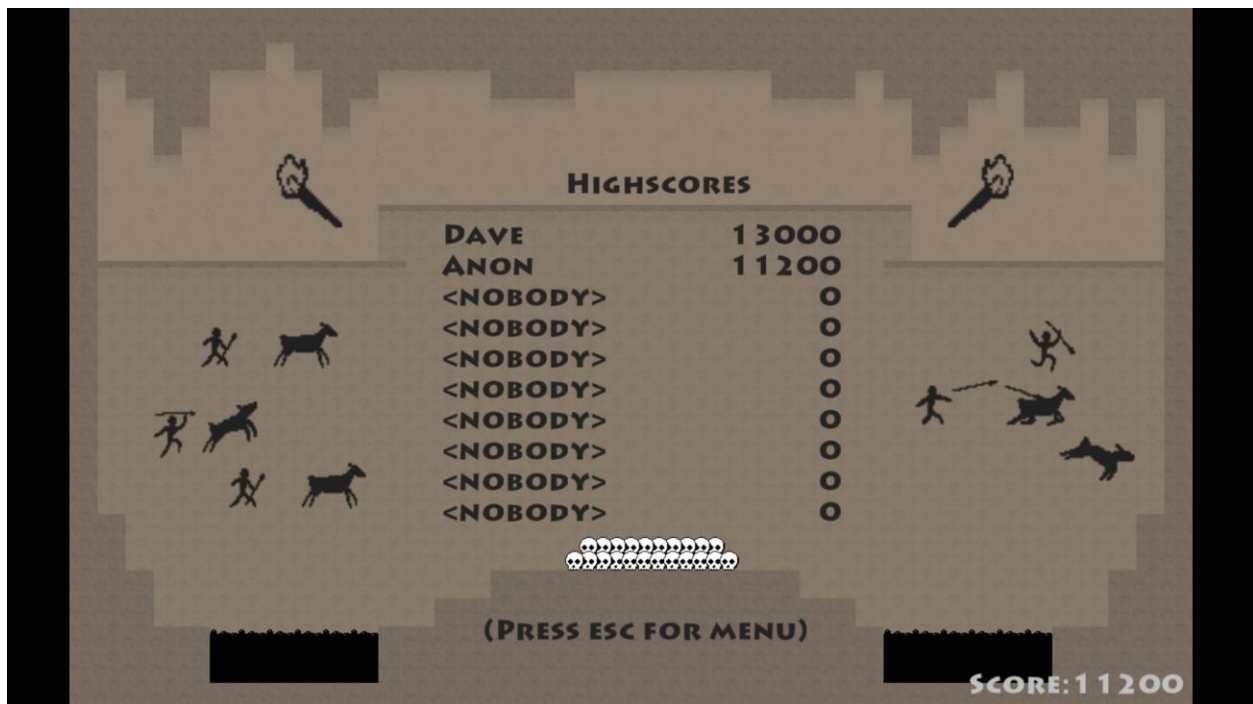 Highscores
Dave 13000
Anon 11200
<nobody> 0
<nobody> 0
<nobody> 0
<nobody> 0
<nobody> 0
<nobody> 0
<nobody> 0
<nobody> 0
(Press esc for menu)
Score:11200